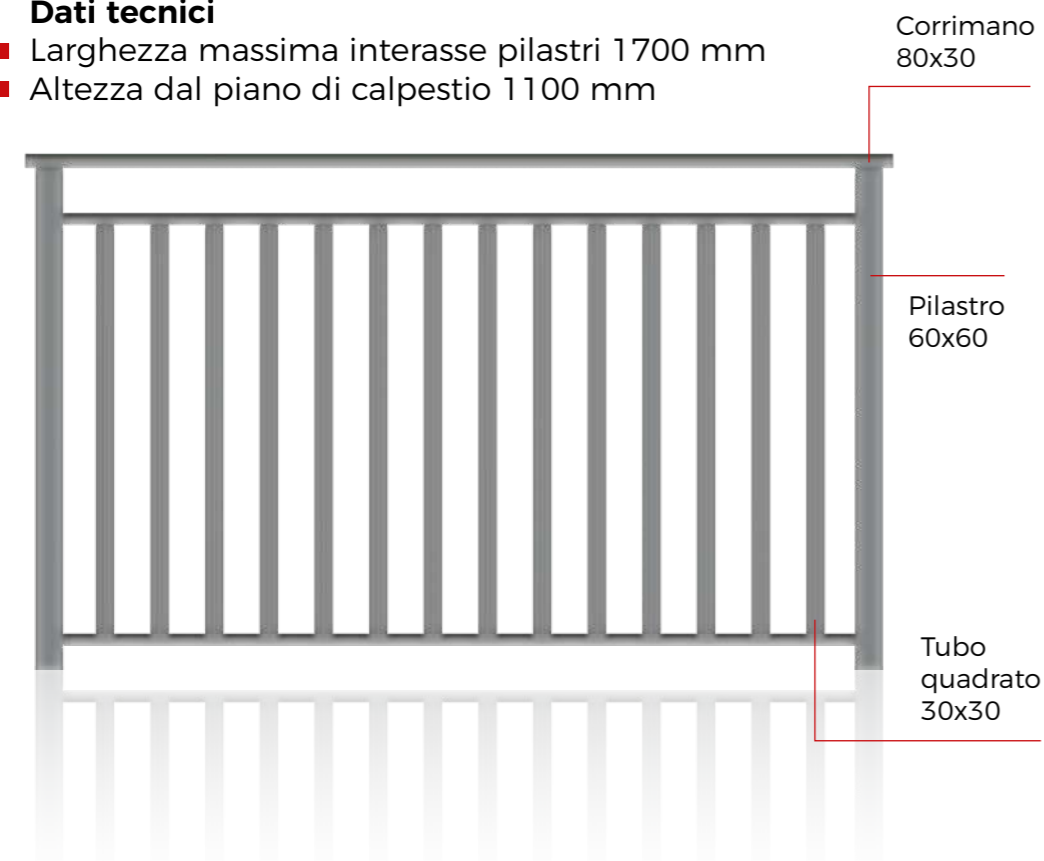 Dati tecnici
Larghezza massima interasse pilastri 1700 mm
Altezza dal piano di calpestio 1100 mm
Corrimano
80x30
Pilastro
60x60
Tubo
quadrato
30x30